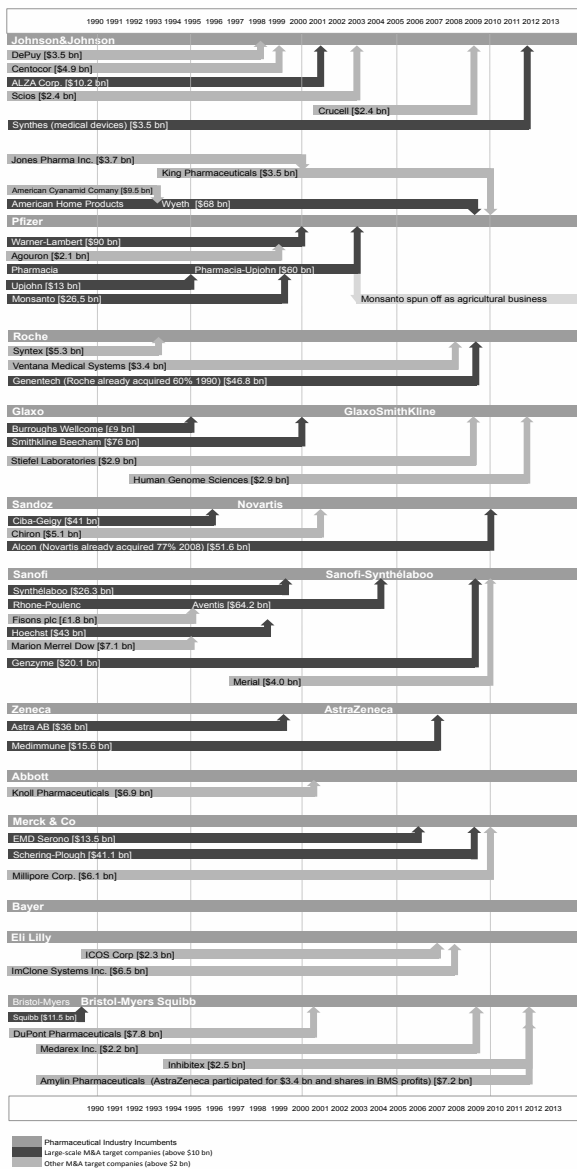 1990 1991 1992 1993 1994 1995 1996 1997 1998 1999 2000 2001 2002 2003 2004 2005 2006 2007 2008 2009 2010 2011 2012 2013
Johnson&Johnson
DePuy [$3.5 bn]
Centocor [$4.9 bn]
ALZA Corp. [$10.2 bn]
Scios [$2.4 bn]
Crucell [$2.4 bn]
Synthes (medical devices) [$3.5 bn]
Jones Pharma Inc. [$3.7 bn]
King Pharmaceuticals [$3.5 bn]
American Cyanamid Comany [$9.5 bn]
American Home Products Wyeth [$68 bn]
Pfizer
Warner-Lambert [$90 bn]
Agouron [$2.1 bn]
Pharmacia Pharmacia-Upjohn [$60 bn]
Upjohn [$13 bn]
Monsanto [$26,5 bn] Monsanto spun off as agricultural business
Roche
Syntex [$5.3 bn]
Ventana Medical Systems [$3.4 bn]
Genentech (Roche already acquired 60% 1990) [$46.8 bn]
Glaxo GlaxoSmithKline
Burroughs Wellcome [£9 bn]
Smithkline Beecham [$76 bn]
Stiefel Laboratories [$2.9 bn]
Human Genome Sciences [$2.9 bn]
Sandoz Novartis
Ciba-Geigy [$41 bn]
Chiron [$5.1 bn]
Alcon (Novartis already acquired 77% 2008) [$51.6 bn]
Sanofi Sanofi-Synthélaboo
Synthélaboo [$26.3 bn]
Rhone-Poulenc Aventis [$64.2 bn]
Fisons plc [£1.8 bn]
Hoechst [$43 bn]
Marion Merrel Dow [$7.1 bn]
Genzyme [$20.1 bn]
Merial [$4.0 bn]
Zeneca AstraZeneca
Astra AB [$36 bn]
Medimmune [$15.6 bn]
Abbott
Knoll Pharmaceuticals [$6.9 bn]
Merck & Co
EMD Serono [$13.5 bn]
Schering-Plough [$41.1 bn]
Millipore Corp. [$6.1 bn]
Bayer
Eli Lilly
ICOS Corp [$2.3 bn]
ImClone Systems Inc. [$6.5 bn]
Bristol-Myers Bristol-Myers Squibb
Squibb [$11.5 bn]
DuPont Pharmaceuticals [$7.8 bn]
Medarex Inc. [$2.2 bn]
Inhibitex [$2.5 bn]
Amylin Pharmaceuticals (AstraZeneca participated for $3.4 bn and shares in BMS profits) [$7.2 bn]
1990 1991 1992 1993 1994 1995 1996 1997 1998 1999 2000 2001 2002 2003 2004 2005 2006 2007 2008 2009 2010 2011 2012 2013
Pharmaceutical Industry Incumbents
Large-scale M&A target companies (above $10 bn)
Other M&A target companies (above $2 bn)